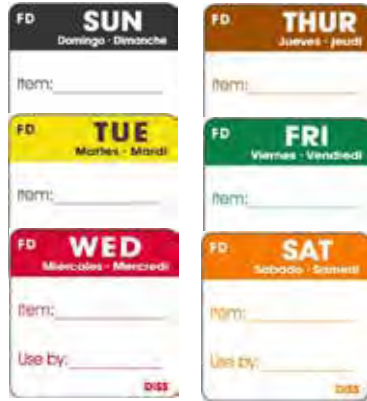 FD SUN
Domingo · Dimanche
Item:
FD TUE
Martes · Mardi
Item:
FD WED
Miercoles · Mercredi
Item:
Use by:
DISS
FD THUR
Jueves · Jeudi
Item:
FD FRI
Viernes · Vendredi
Item:
FD SAT
Sabado · Samedi
Item:
Use by:
DISS